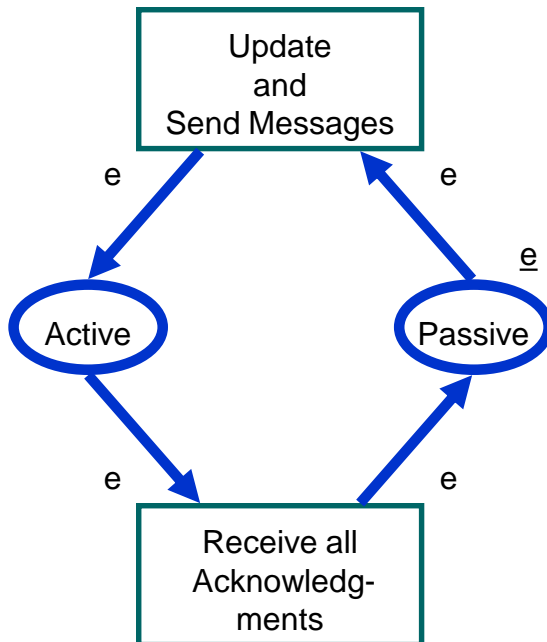 Update
and
Send Messages
e
e
e
Active
Passive
e
e
Receive all
Acknowledg-
ments